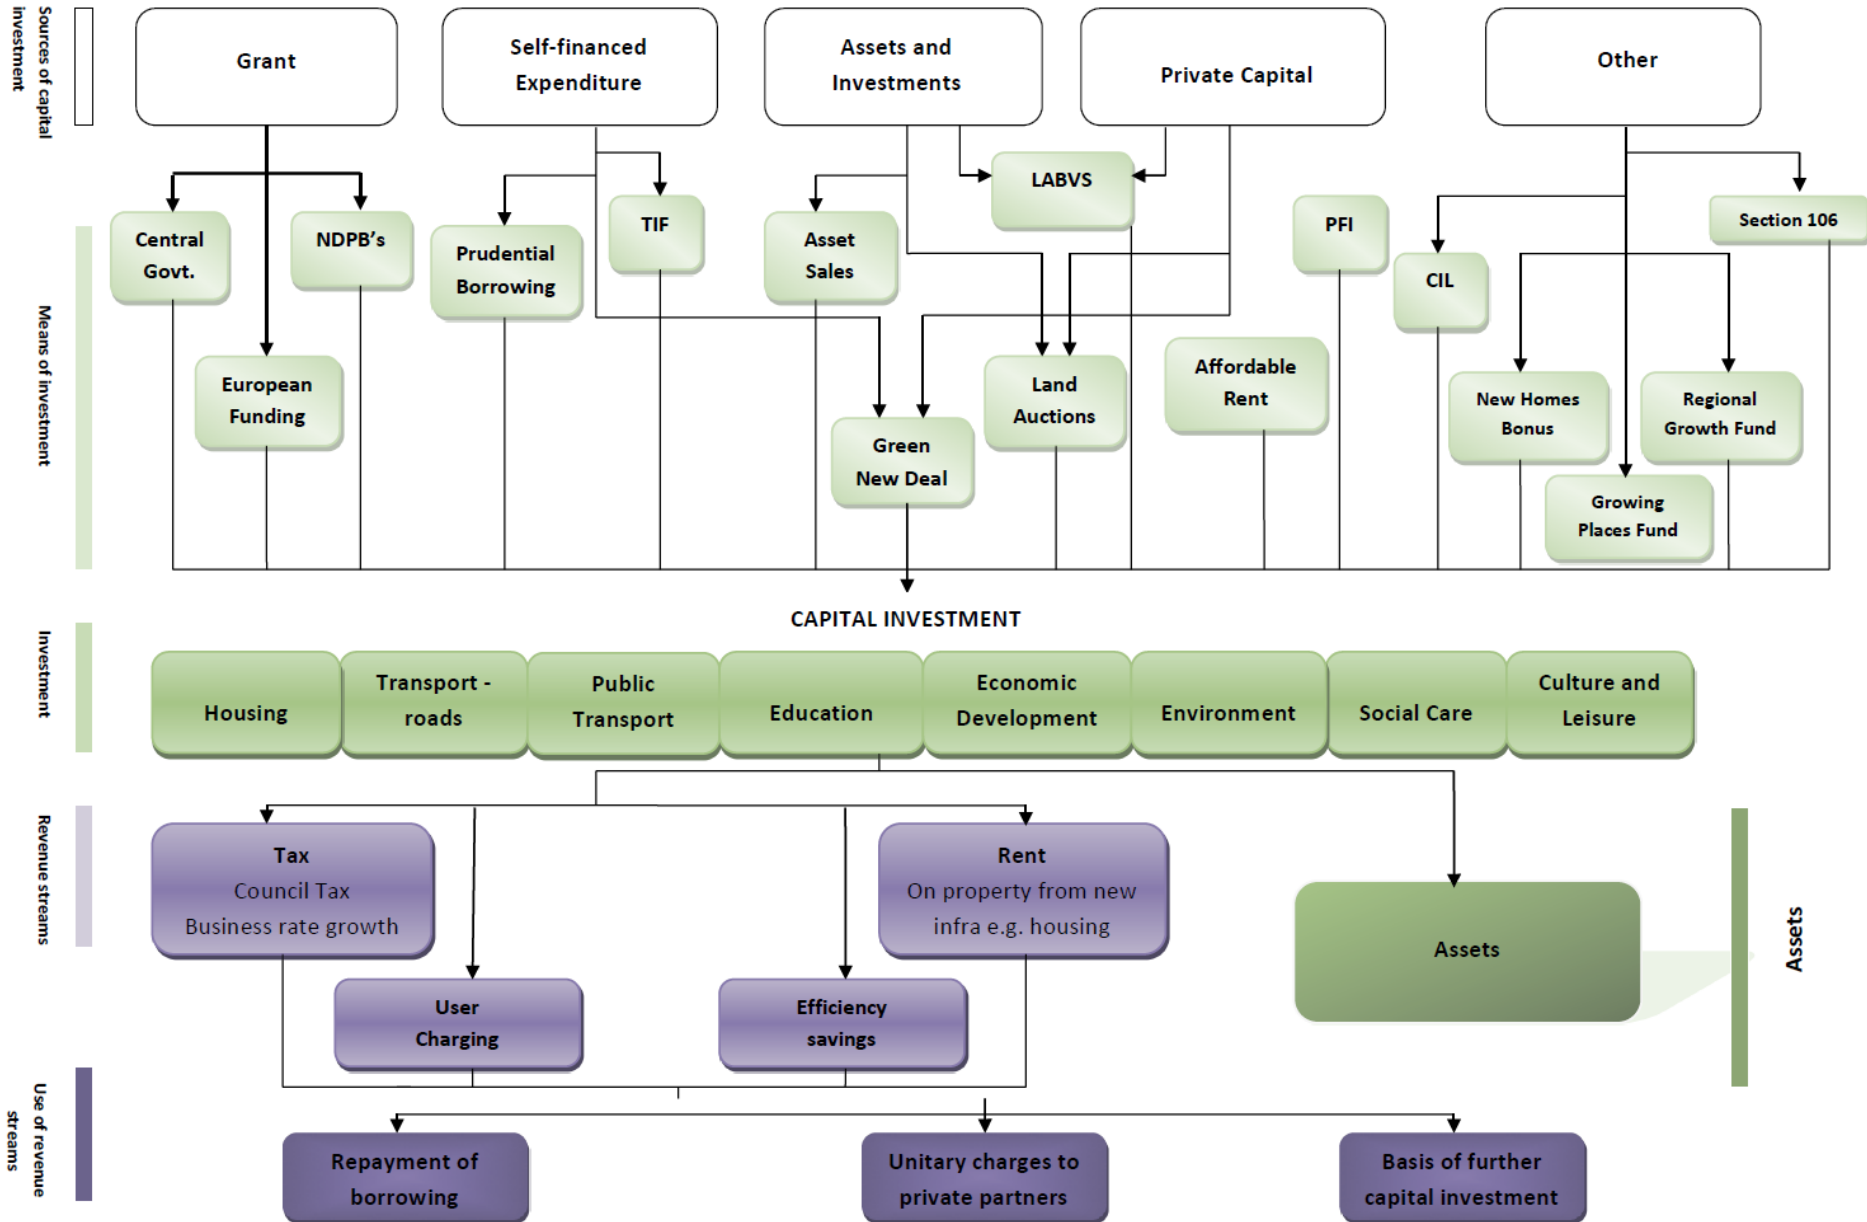 Sources of capital
investment
Grant
Self-financed
Expenditure
Assets and
Investments
Private Capital
Other
Means of investment
Central
Govt.
NDPB's
European
Funding
Prudential
Borrowing
TIF
Asset
Sales
LABVS
Green
New Deal
Land
Auctions
Affordable
Rent
PFI
CIL
Section 106
New Homes
Bonus
Regional
Growth Fund
Growing
Places Fund
Investment
CAPITAL INVESTMENT
Housing
Transport -
roads
Public
Transport
Education
Economic
Development
Environment
Social Care
Culture and
Leisure
Revenue streams
Tax
Council Tax
Business rate growth
Rent
On property from new
infra e.g. housing
User
Charging
Efficiency
savings
Assets
Assets
Use of revenue
streams
Repayment of
borrowing
Unitary charges to
private partners
Basis of further
capital investment